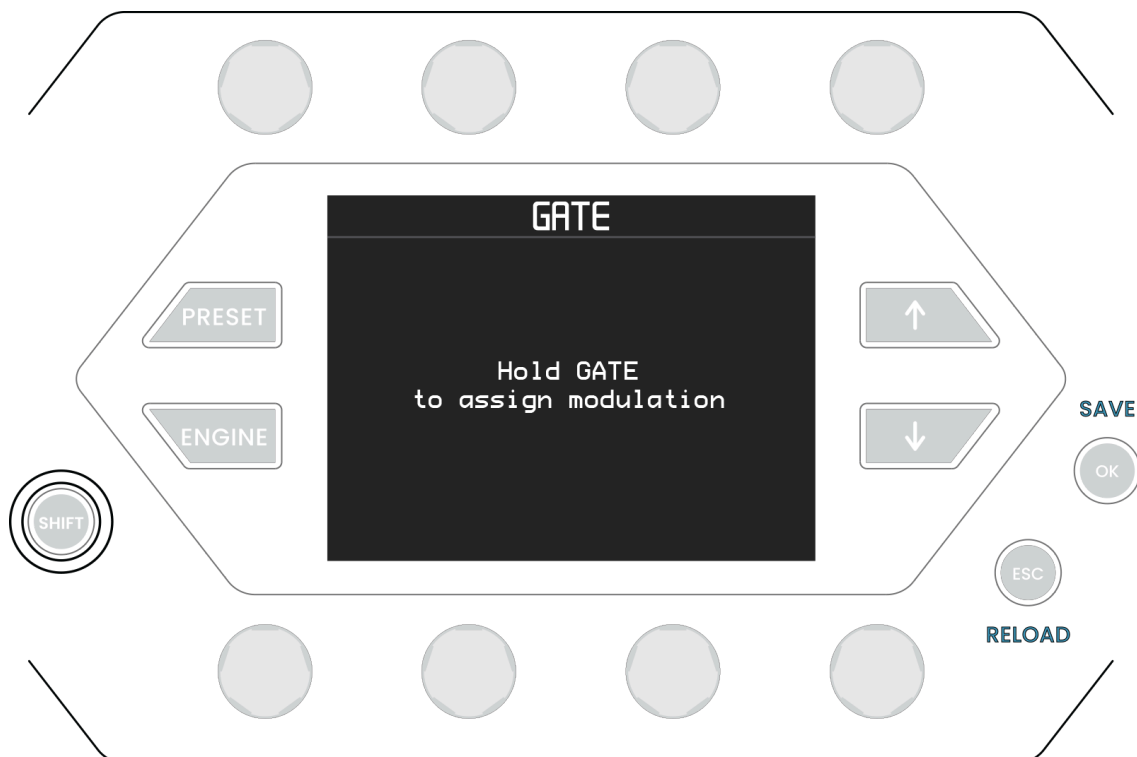 GATE
PRESET
↑
Hold GATE
to assign modulation
SAVE
ENGINE
↓
OK
SHIFT
ESC
RELOAD